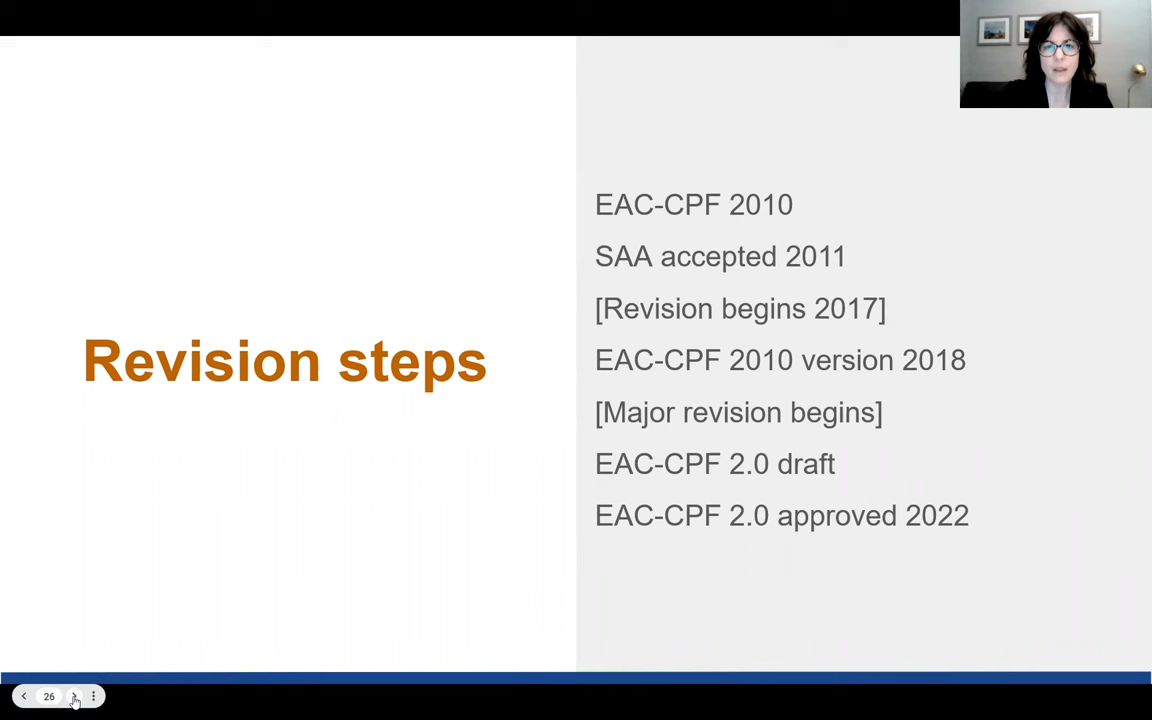 Revision steps
EAC-CPF 2010
SAA accepted 2011
[Revision begins 2017]
EAC-CPF 2010 version 2018
[Major revision begins]
EAC-CPF 2.0 draft
EAC-CPF 2.0 approved 2022
26